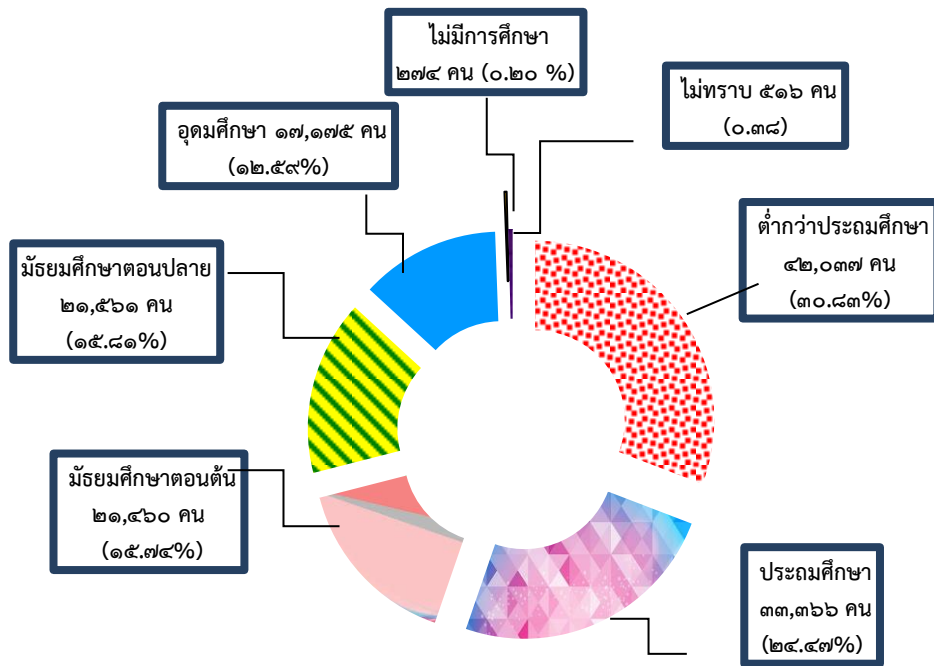 ไม่มีการศึกษา
๒๗๔ คน (๐.๒๐ %)
ไม่ทราบ ๕๑๖ คน
(๐.๓๘)
อุดมศึกษา ๑๗,๑๗๕ คน
(๑๒.๕๙%)
ต่ำกว่าประถมศึกษา
๔๒,๐๓๗ คน
(๓๐.๘๓%)
มัธยมศึกษาตอนปลาย
๒๑,๕๖๑ คน
(๑๕.๘๑%)
มัธยมศึกษาตอนต้น
๒๑,๔๖๐ คน
(๑๕.๗๔%)
ประถมศึกษา
๓๓,๓๖๖ คน
(๒๔.๔๗%)